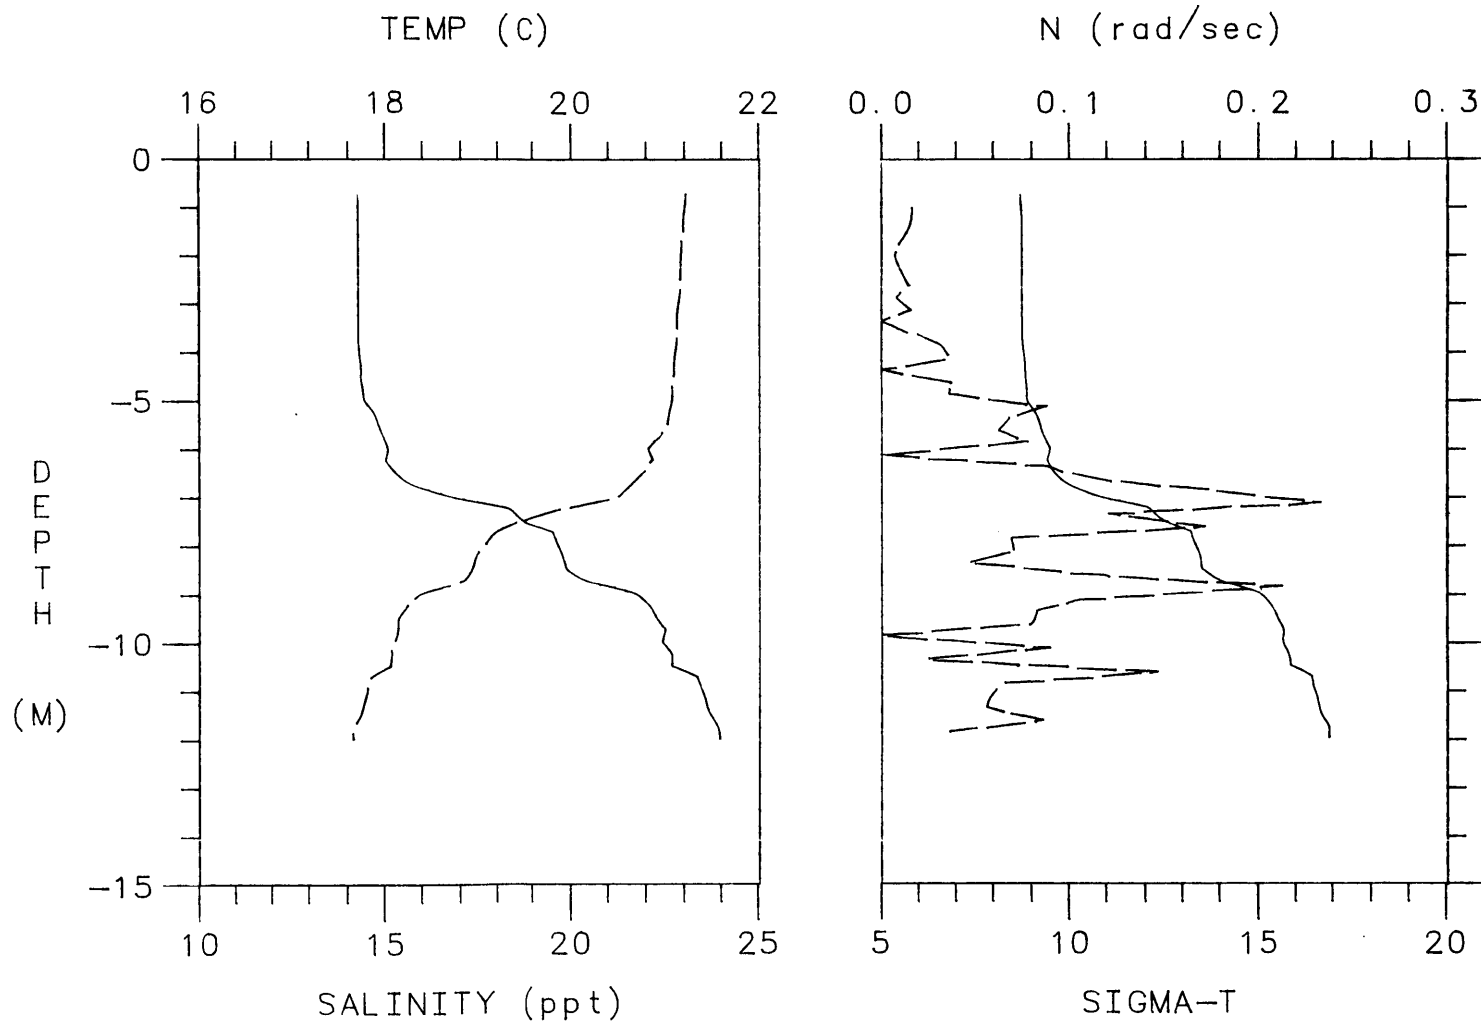 TEMP (C)
N (rad/sec)
16 18 20 22
0.0 0.1 0.2 0.3
0
-5
-10
-15
DEPTH
(M)
10 15 20 25
5 10 15 20
SALINITY (ppt)
SIGMA-T